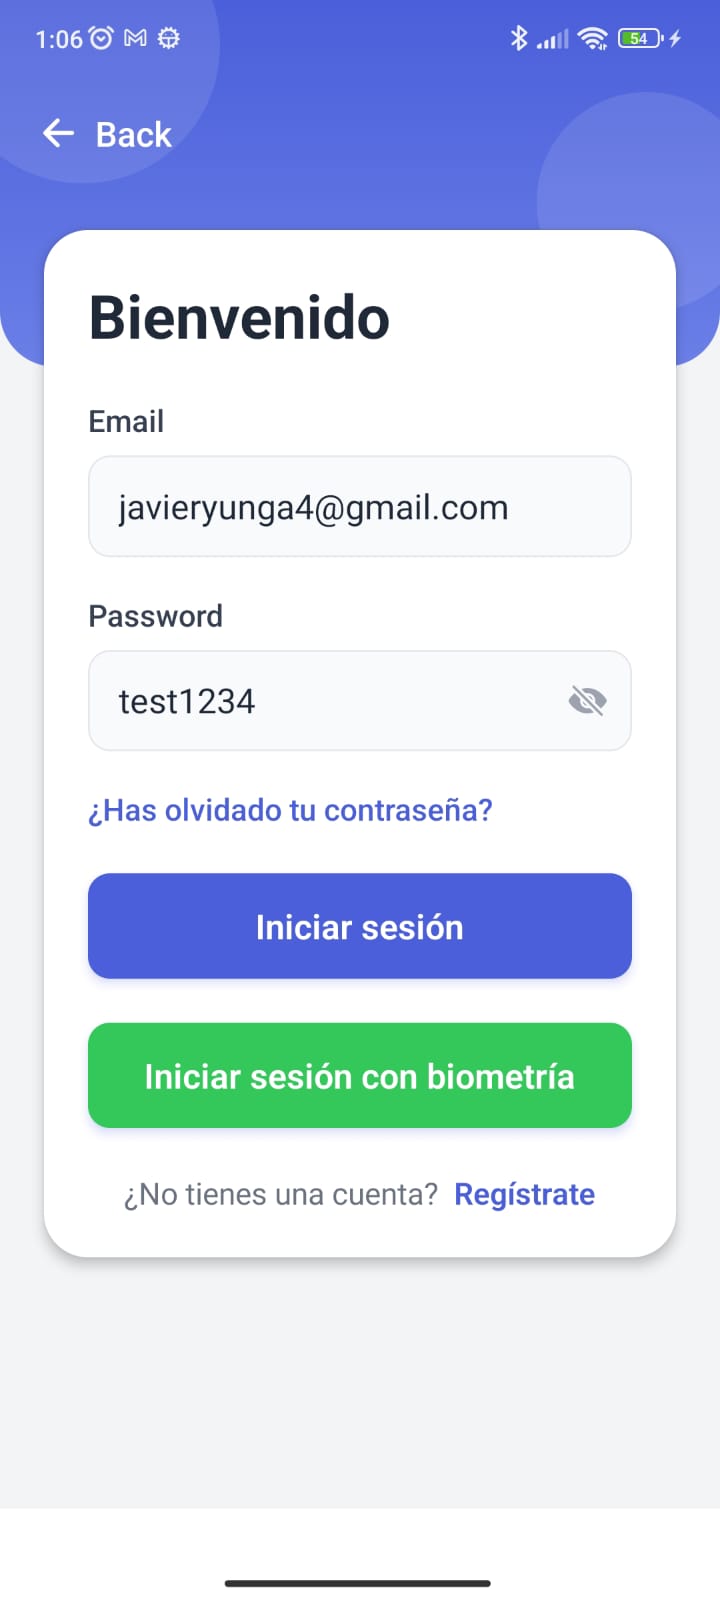 1:06
54
Back
Bienvenido
Email
javieryunga4@gmail.com
Password
test1234
¿Has olvidado tu contraseña?
Iniciar sesión
Iniciar sesión con biometría
¿No tienes una cuenta? Regístrate